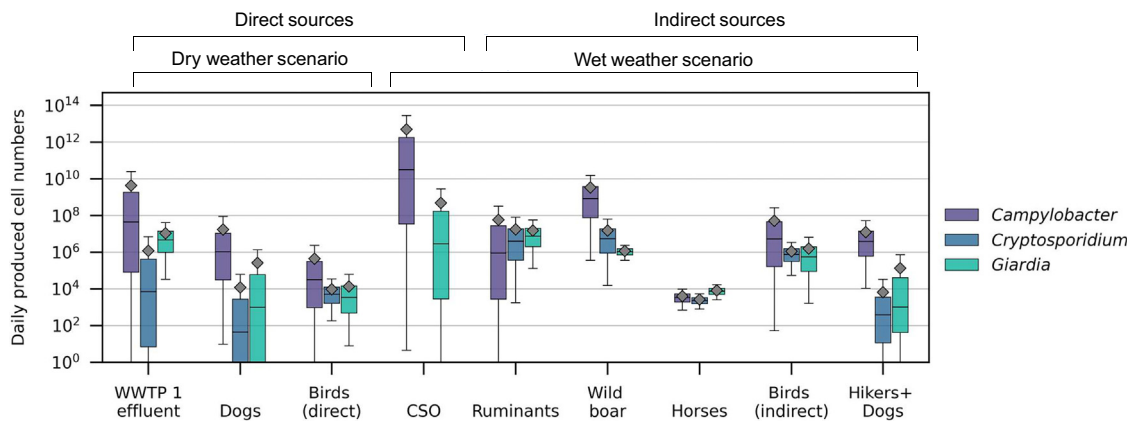 Direct sources
Indirect sources
Dry weather scenario
Wet weather scenario
Daily produced cell numbers
10^14
10^12
10^10
10^8
10^6
10^4
10^2
10^0
WWTP 1
effluent
Dogs
Birds
(direct)
CSO
Ruminants
Wild
boar
Horses
Birds
(indirect)
Hikers+
Dogs
Campylobacter
Cryptosporidium
Giardia